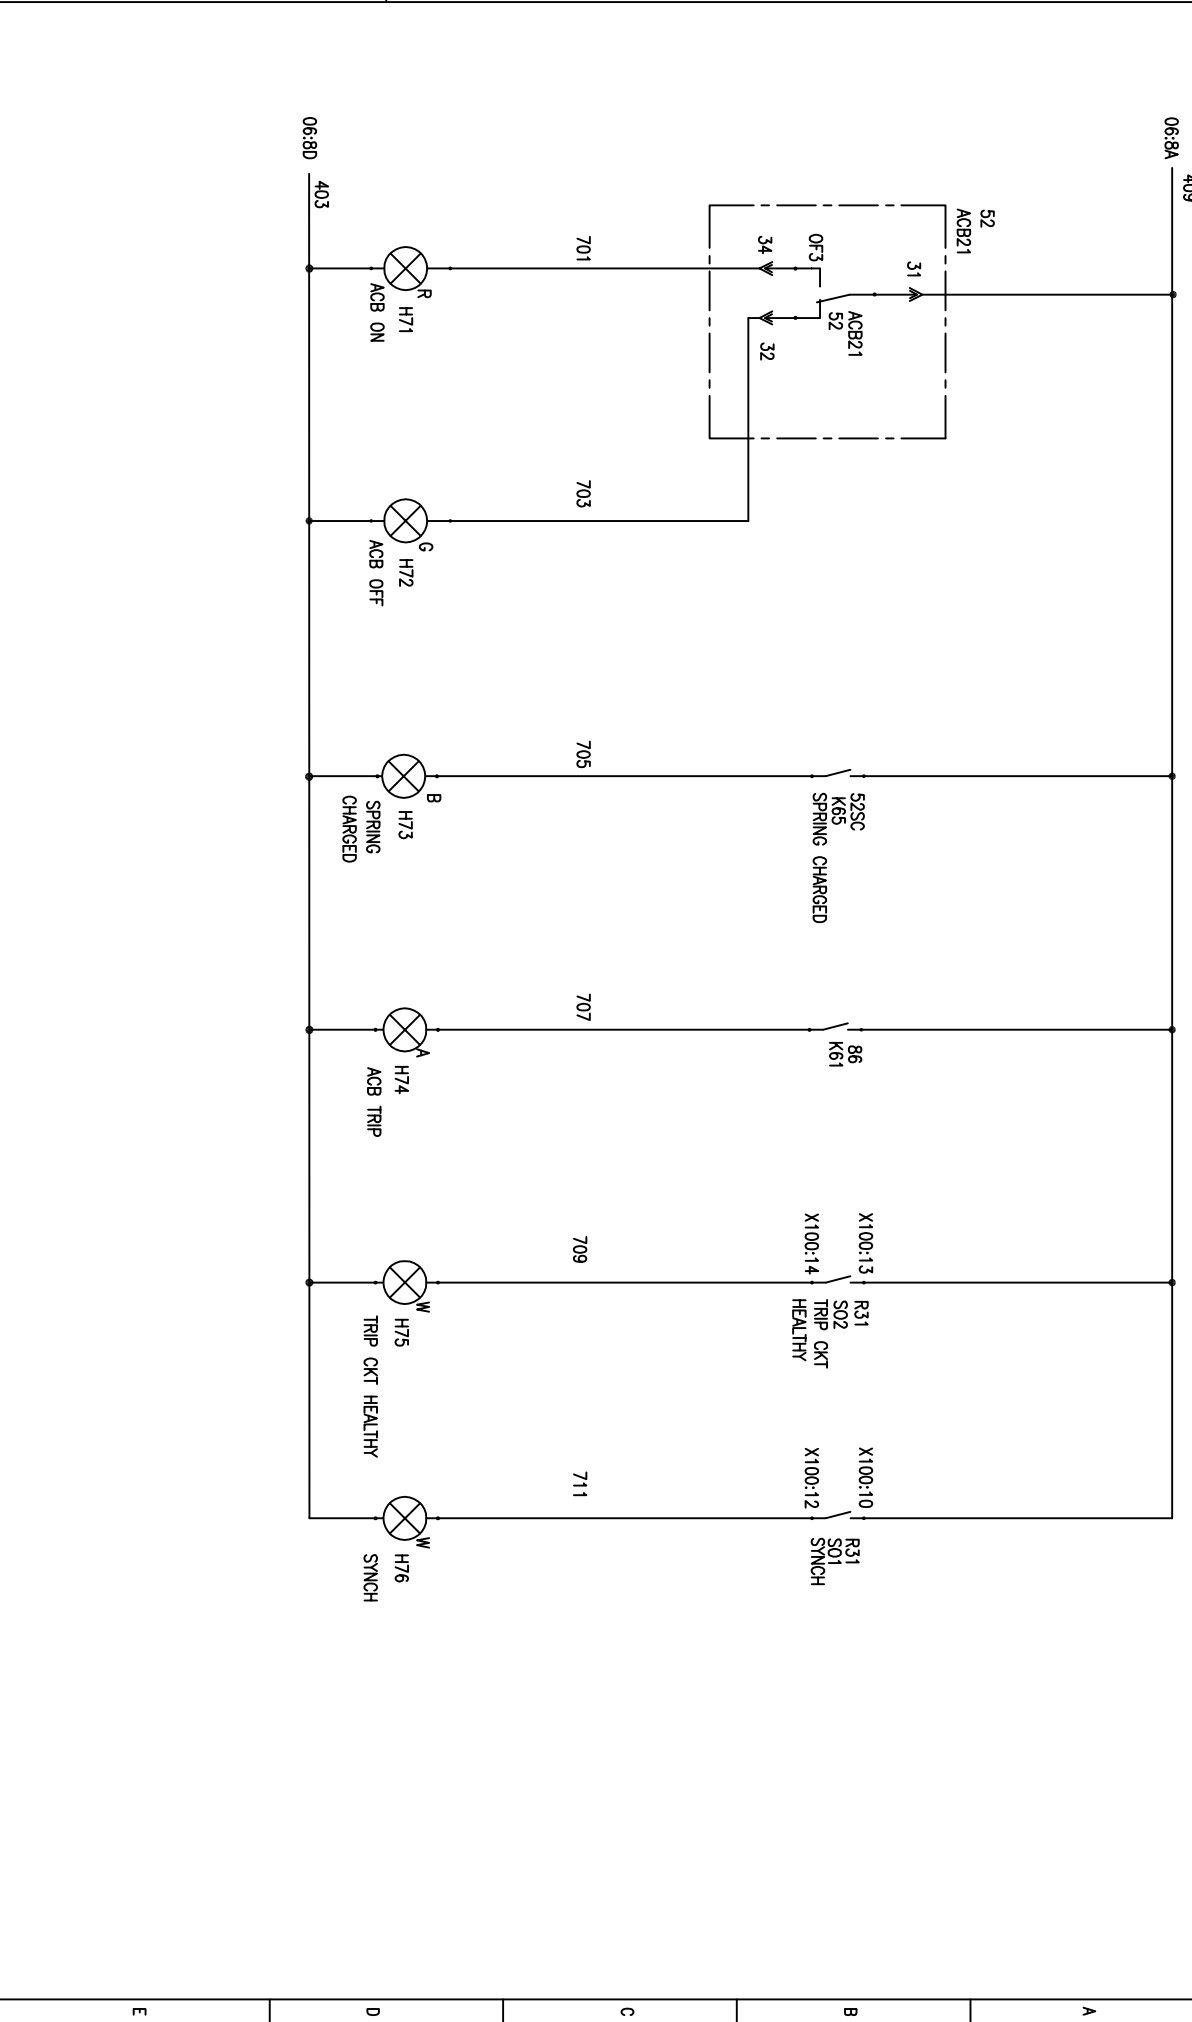 06:8A
409
52
ACB21
31
ACB21
52
OF3
34
32
52SC
K65
SPRING CHARGED
86
K61
X100:13
X100:14
R31
SO2
TRIP CKT
HEALTHY
X100:10
X100:12
R31
SO1
SYNCH
701
703
705
707
709
711
R
H71
ACB ON
G
H72
ACB OFF
B
H73
SPRING
CHARGED
A
H74
ACB TRIP
W
H75
TRIP CKT HEALTHY
W
H76
SYNCH
06:8D
403
A
B
C
D
E